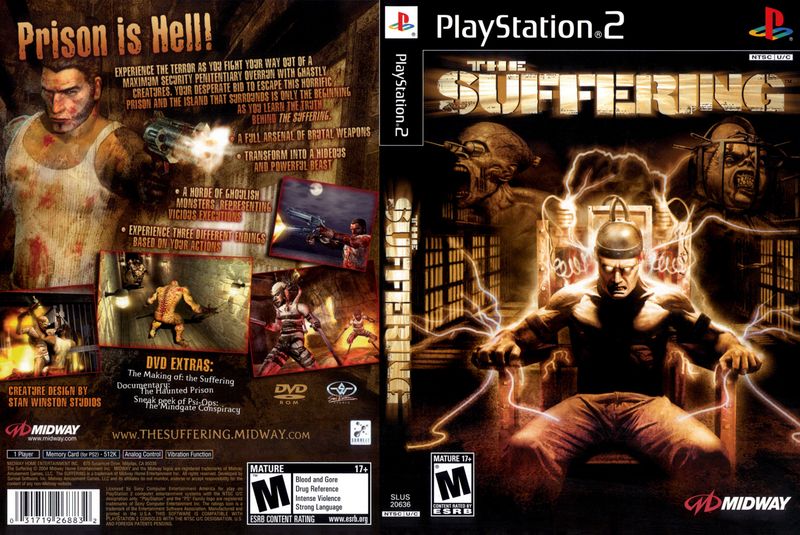 Prison is Hell!
EXPERIENCE THE TERROR AS YOU FIGHT YOUR WAY OUT OF A
MAXIMUM SECURITY PENITENTIARY OVERRUN WITH GHASTLY
CREATURES. YOUR DESPERATE BID TO ESCAPE THIS HORRIFIC
PRISON AND THE ISLAND THAT SURROUNDS IS ONLY THE BEGINNING
AS YOU LEARN THE TRUTH
BEHIND THE SUFFERING.
• A FULL ARSENAL OF BRUTAL WEAPONS
• TRANSFORM INTO A HIDEOUS
AND POWERFUL BEAST
• A HORDE OF GHOULISH
MONSTERS REPRESENTING
VICIOUS EXECUTIONS
• EXPERIENCE THREE DIFFERENT ENDINGS
BASED ON YOUR ACTIONS
DVD EXTRAS:
The Making of: the Suffering
Documentary:
The Haunted Prison
Sneak peek of Psi-Ops:
The Mindgate Conspiracy
CREATURE DESIGN BY
STAN WINSTON STUDIOS
DVD
ROM
MIDWAY
www.midway.com
WWW.THESUFFERING.MIDWAY.COM
SURREAL
1 Player
Memory Card (for PS2) - 512K
Analog Control
Vibration Function
0 31719 26883 2
MATURE 17+
M
Blood and Gore
Drug Reference
Intense Violence
Strong Language
ESRB CONTENT RATING www.esrb.org
PlayStation®2
THE
SUFFERING
SLUS
20636
NTSC U/C
PlayStation®2
NTSC U/C
THE
SUFFERING™
MATURE 17+
M
CONTENT RATED BY
ESRB
MIDWAY